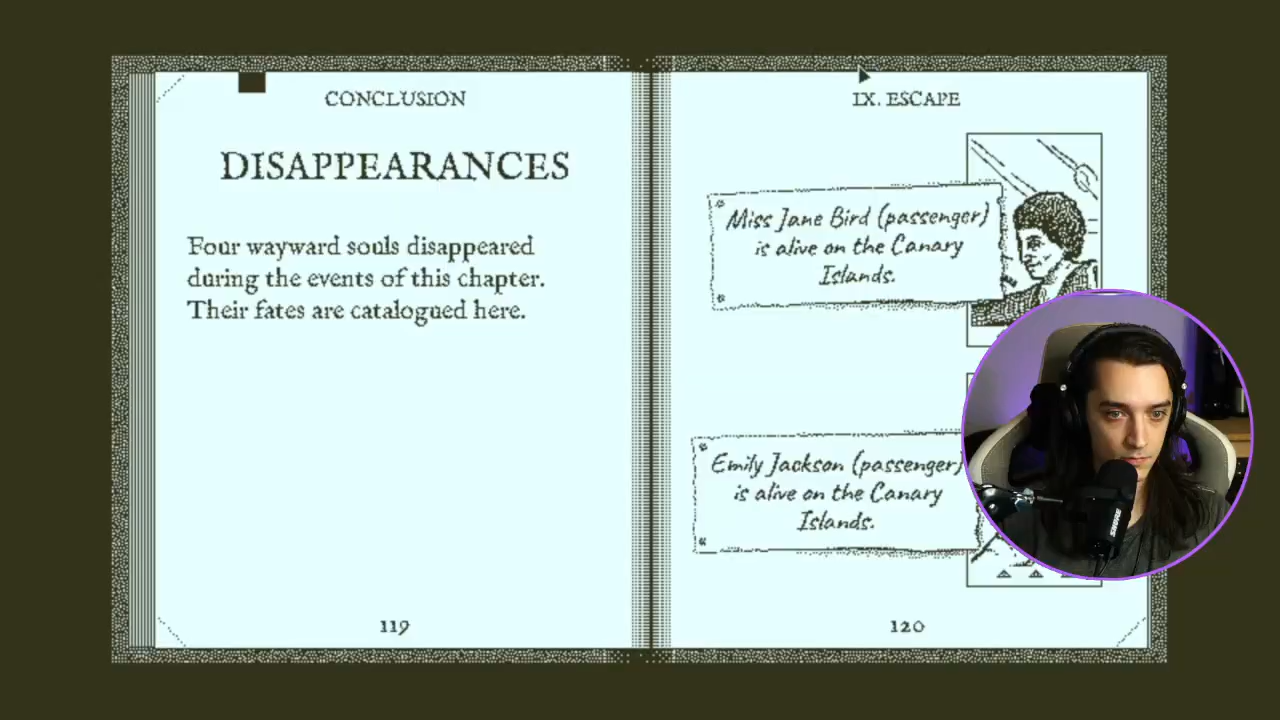 CONCLUSION
DISAPPEARANCES
Four wayward souls disappeared
during the events of this chapter.
Their fates are catalogued here.
119
IX. ESCAPE
Miss Jane Bird (passenger)
is alive on the Canary
Islands.
Emily Jackson (passenger)
is alive on the Canary
Islands.
120